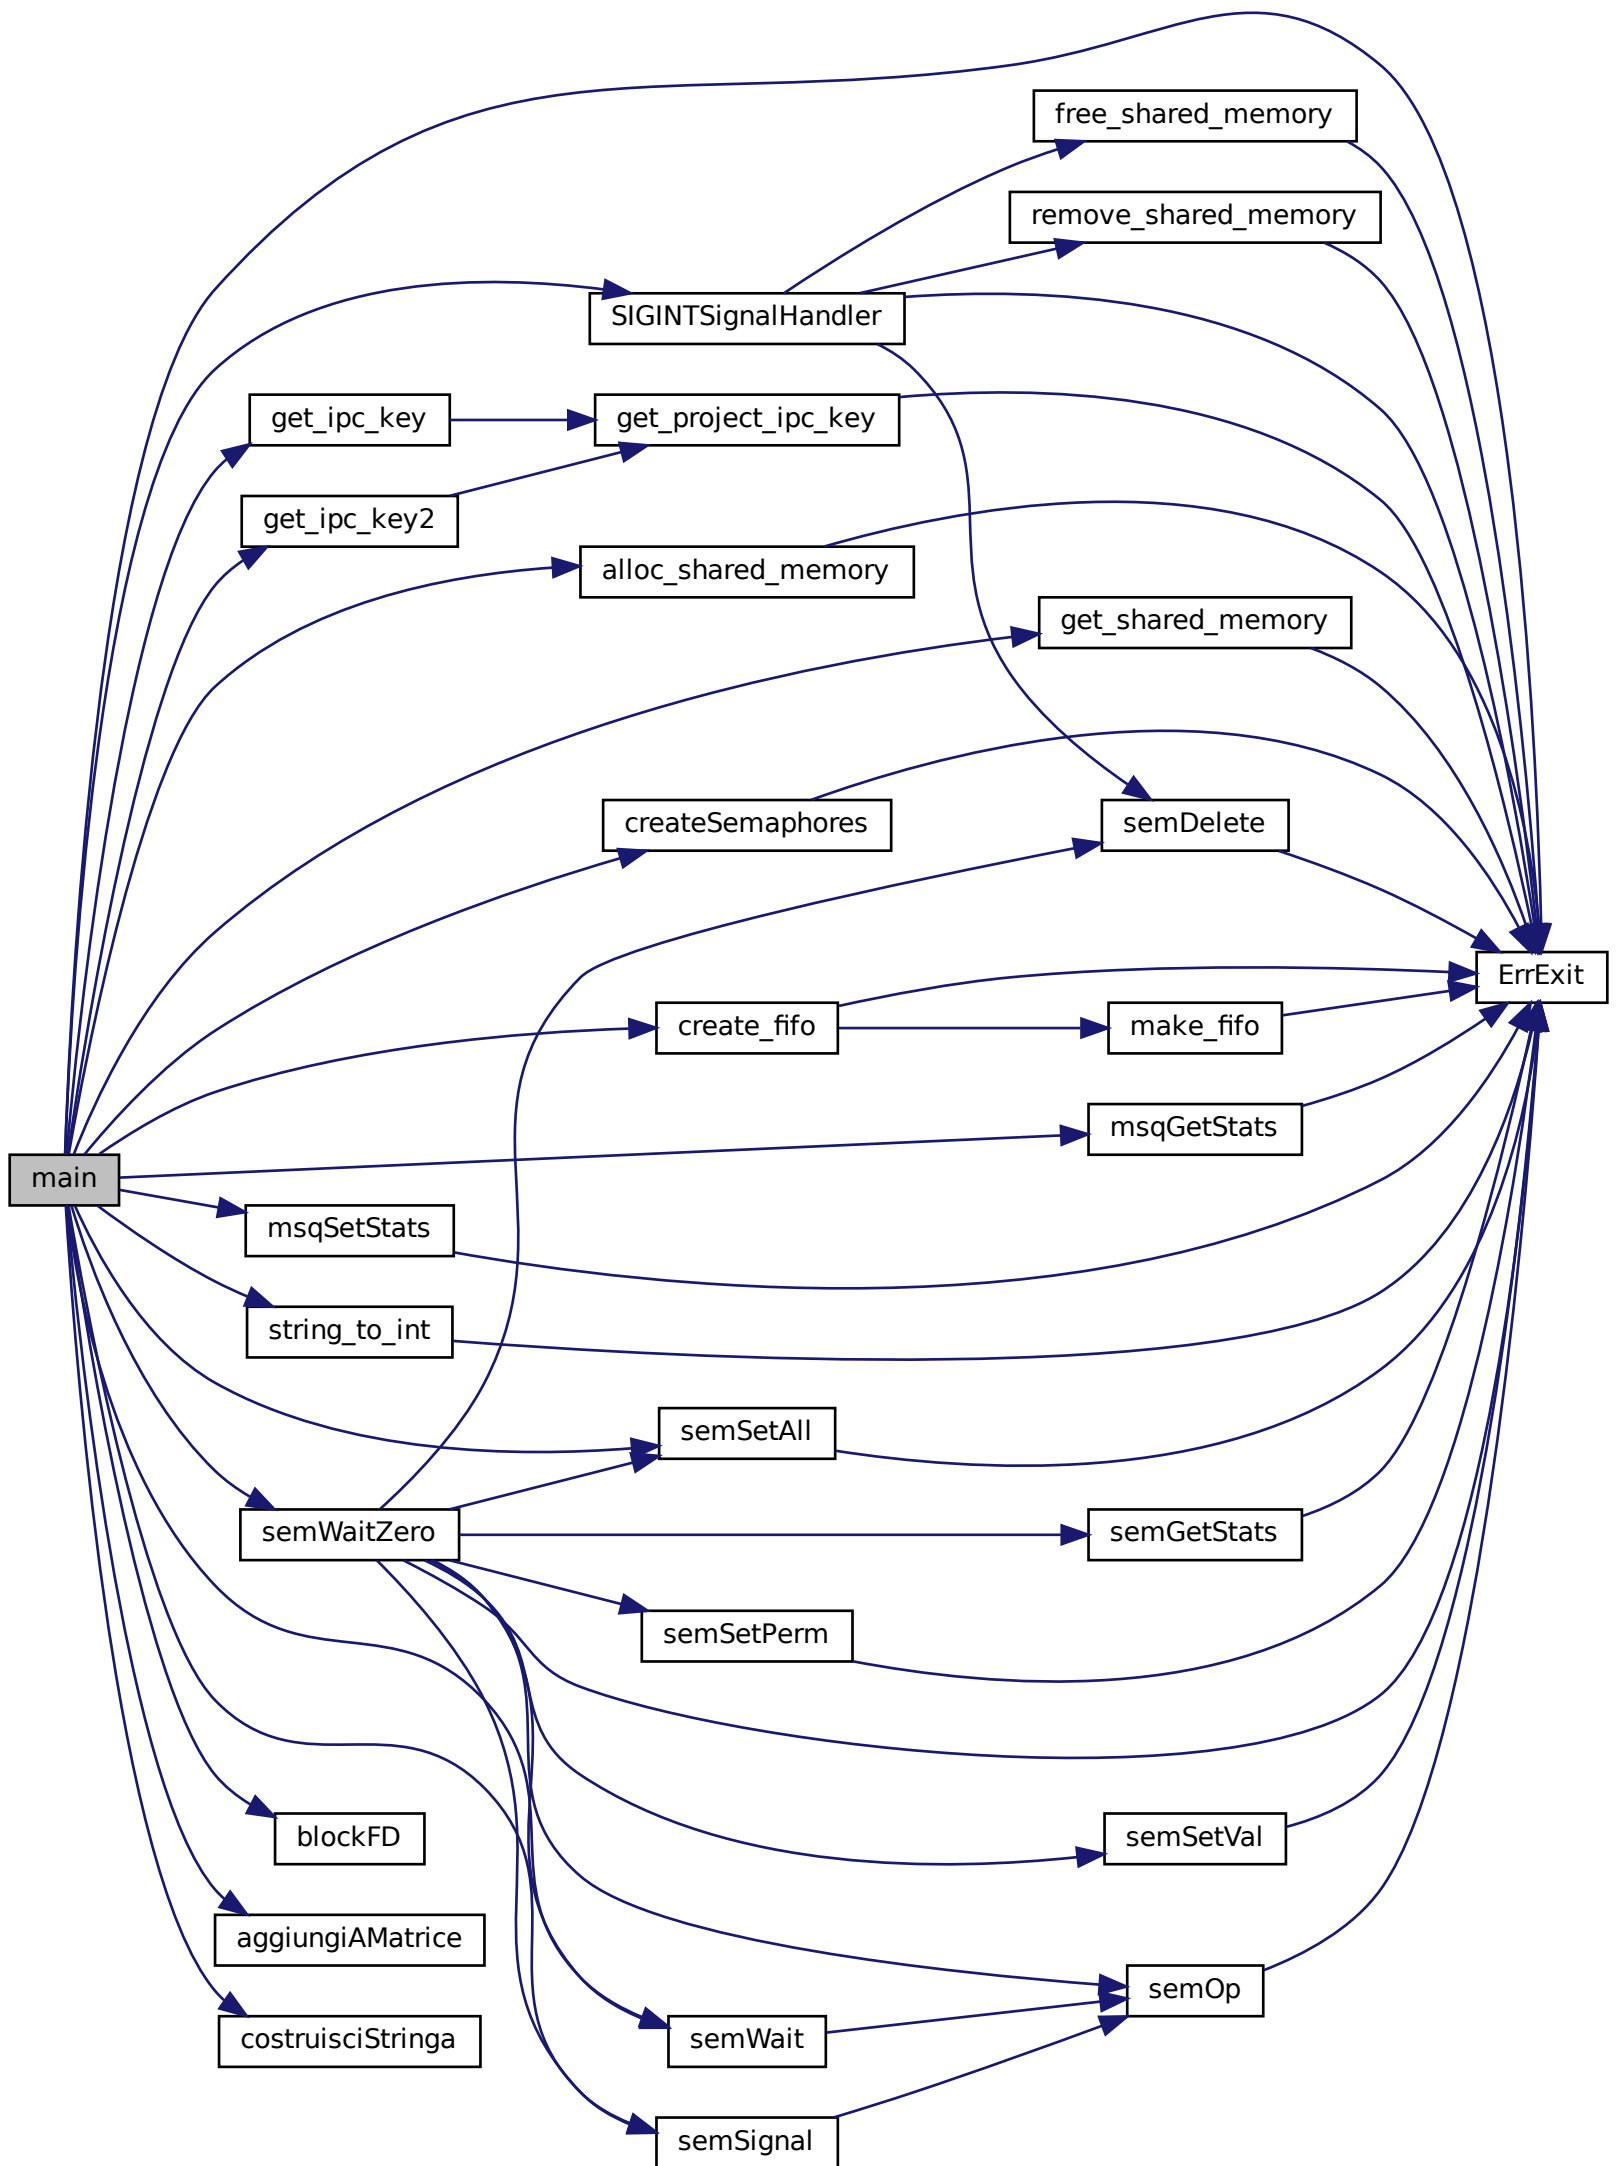 free_shared_memory
remove_shared_memory
SIGINTSignalHandler
get_ipc_key
get_project_ipc_key
get_ipc_key2
alloc_shared_memory
get_shared_memory
createSemaphores
semDelete
ErrExit
create_fifo
make_fifo
msqGetStats
main
msqSetStats
string_to_int
semSetAll
semWaitZero
semGetStats
semSetPerm
blockFD
semSetVal
aggiungiAMatrice
semOp
costruisciStringa
semWait
semSignal